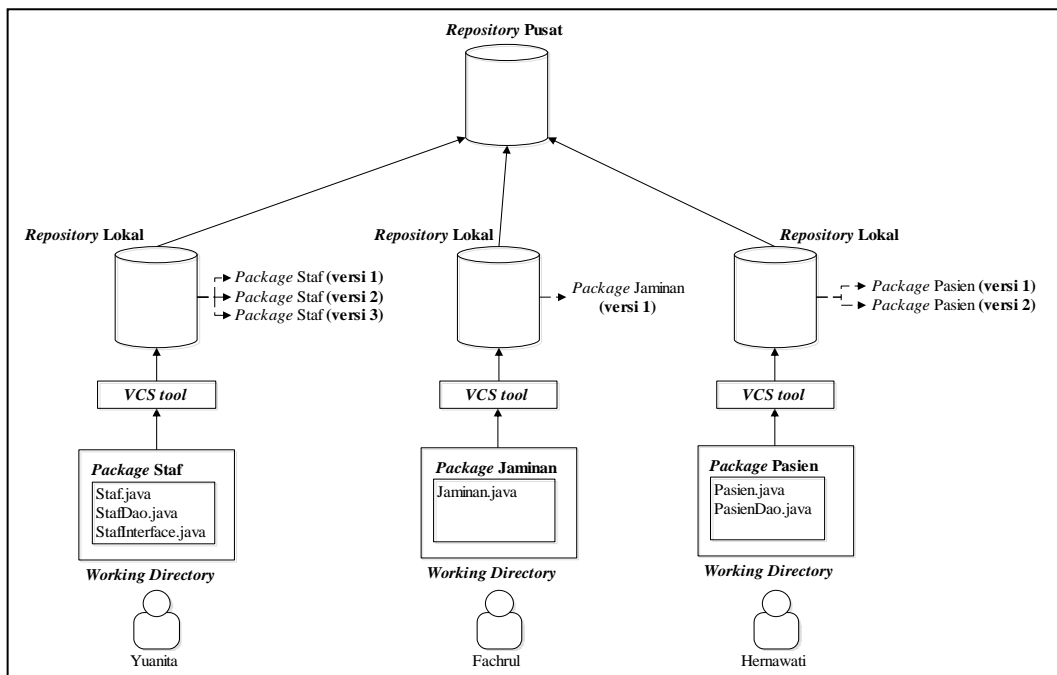 Repository Pusat
Repository Lokal
Package Staf (versi 1)
Package Staf (versi 2)
Package Staf (versi 3)
VCS tool
Package Staf
Staf.java
StafDao.java
StafInterface.java
Working Directory
Yuanita
Repository Lokal
Package Jaminan
(versi 1)
VCS tool
Package Jaminan
Jaminan.java
Working Directory
Fachrul
Repository Lokal
Package Pasien (versi 1)
Package Pasien (versi 2)
VCS tool
Package Pasien
Pasien.java
PasienDao.java
Working Directory
Hernawati